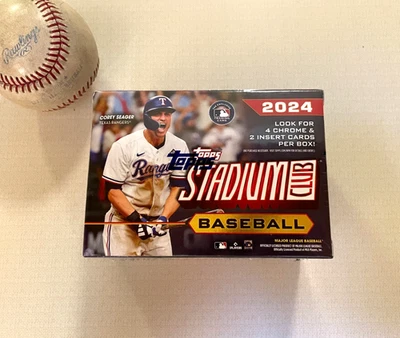 Rawlings
2024
COREY SEAGER
TEXAS RANGERS
LOOK FOR
4 CHROME &
2 INSERT CARDS
PER BOX!
Rangers
Topps
STADIUM
CLUB
BASEBALL
MAJOR LEAGUE BASEBALL